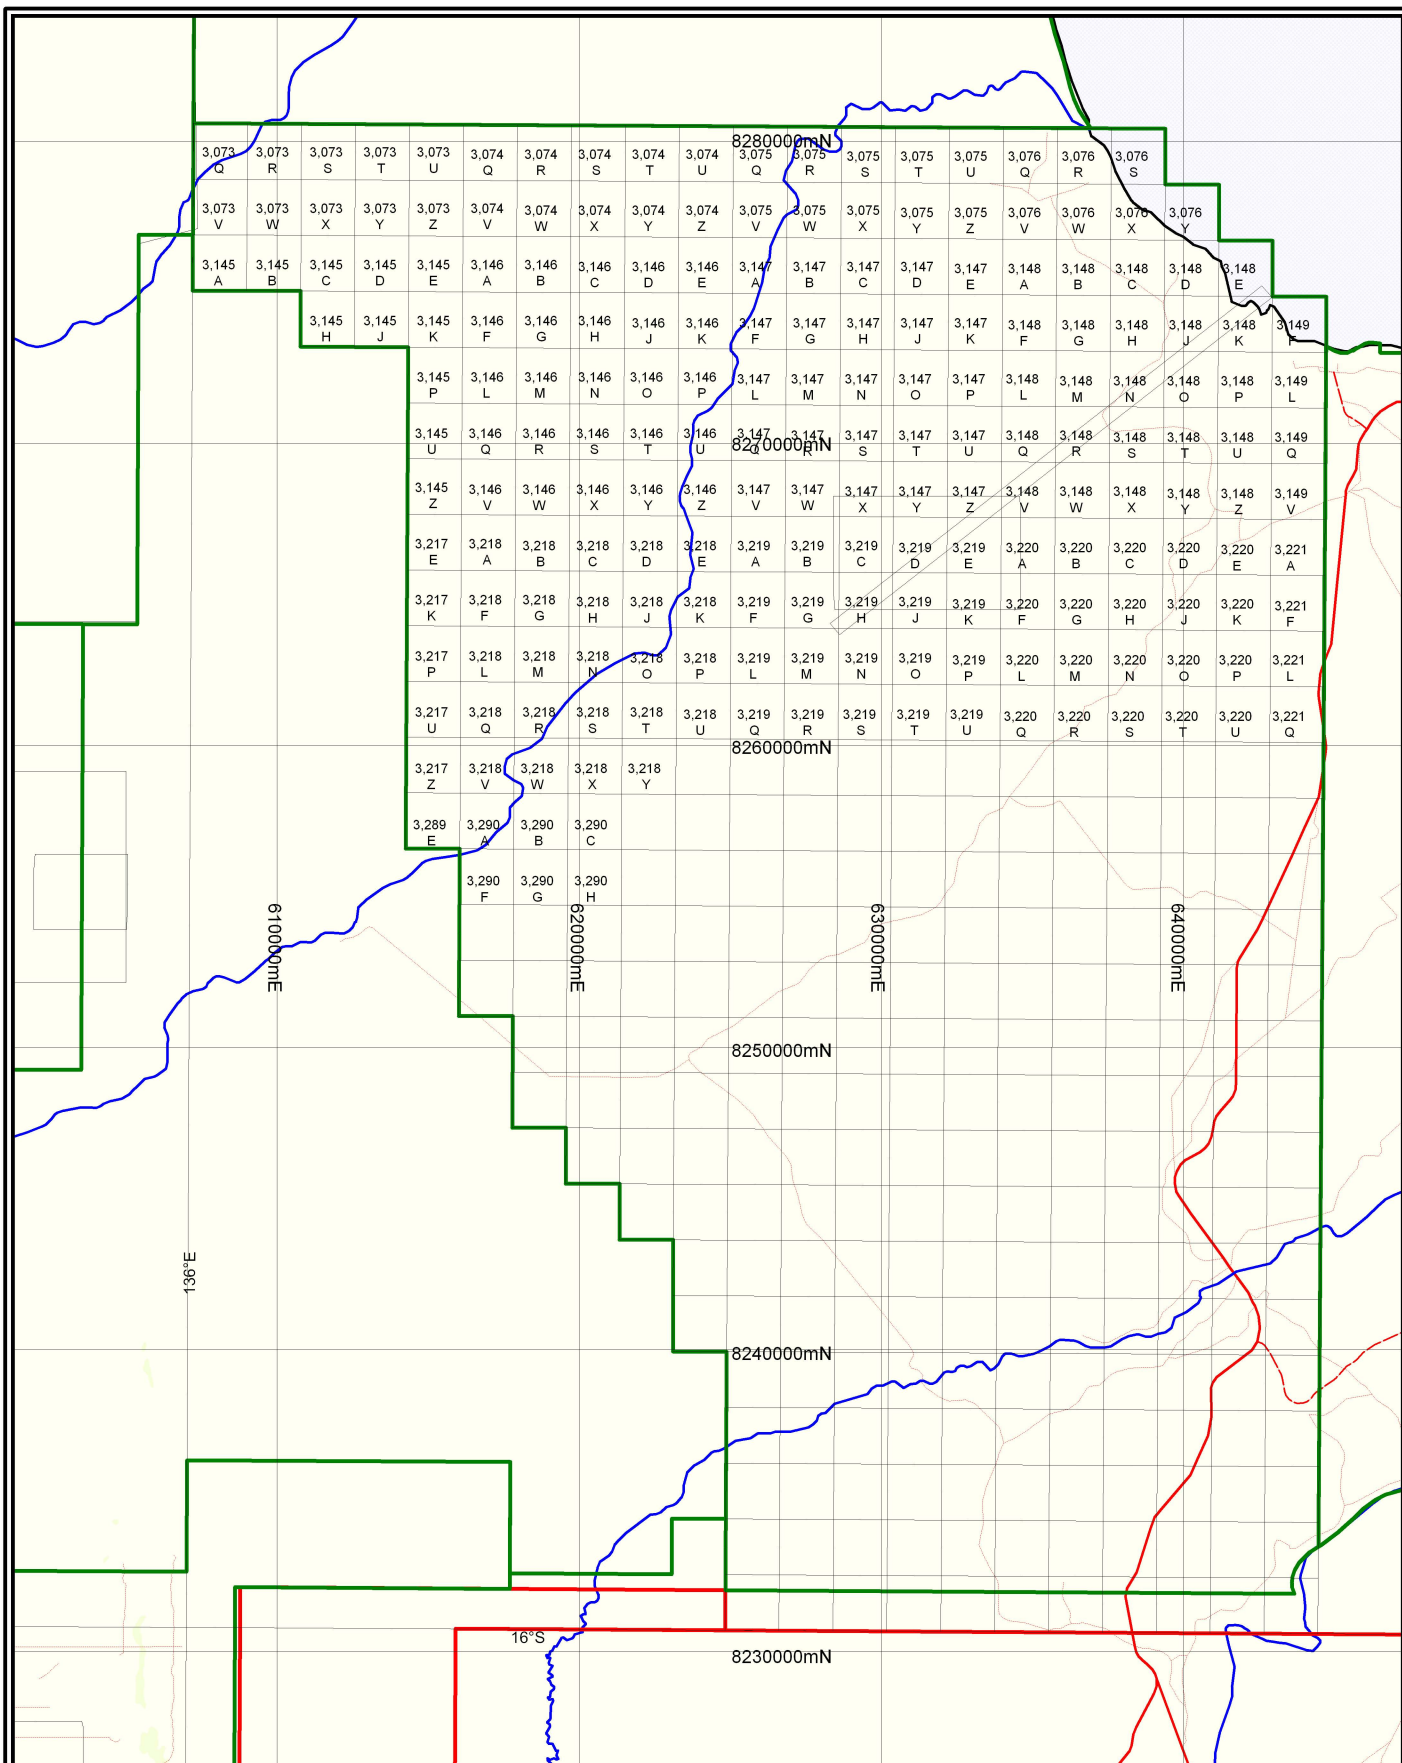 8280000mN
3,073 3,073 3,073 3,073 3,073 3,074 3,074 3,074 3,074 3,074 3,075 3,075 3,075 3,075 3,075 3,076 3,076 3,076
Q R S T U Q R S T U Q R S T U Q R S
3,073 3,073 3,073 3,073 3,073 3,074 3,074 3,074 3,074 3,074 3,075 3,075 3,075 3,075 3,075 3,076 3,076 3,076 3,076
V W X Y Z V W X Y Z V W X Y Z V W X Y
3,145 3,145 3,145 3,145 3,145 3,146 3,146 3,146 3,146 3,146 3,147 3,147 3,147 3,147 3,147 3,148 3,148 3,148 3,148 3,148
A B C D E A B C D E A B C D E A B C D E
3,145 3,145 3,145 3,146 3,146 3,146 3,146 3,146 3,147 3,147 3,147 3,147 3,147 3,148 3,148 3,148 3,148 3,148 3,149
H J K F G H J K F G H J K F G H J K F
3,145 3,146 3,146 3,146 3,146 3,146 3,147 3,147 3,147 3,147 3,147 3,148 3,148 3,148 3,148 3,148 3,149
P L M N O P L M N O P L M N O P L
3,145 3,146 3,146 3,146 3,146 3,146 3,147 3,147 3,147 3,147 3,147 3,148 3,148 3,148 3,148 3,148 3,149
8270000mN
U Q R S T U Q R S T U Q R S T U Q
3,145 3,146 3,146 3,146 3,146 3,146 3,147 3,147 3,147 3,147 3,147 3,148 3,148 3,148 3,148 3,148 3,149
Z V W X Y Z V W X Y Z V W X Y Z V
3,217 3,218 3,218 3,218 3,218 3,218 3,219 3,219 3,219 3,219 3,219 3,220 3,220 3,220 3,220 3,220 3,221
E A B C D E A B C D E A B C D E A
3,217 3,218 3,218 3,218 3,218 3,218 3,219 3,219 3,219 3,219 3,219 3,220 3,220 3,220 3,220 3,220 3,221
K F G H J K F G H J K F G H J K F
3,217 3,218 3,218 3,218 3,218 3,218 3,219 3,219 3,219 3,219 3,219 3,220 3,220 3,220 3,220 3,220 3,221
P L M N O P L M N O P L M N O P L
3,217 3,218 3,218 3,218 3,218 3,218 3,219 3,219 3,219 3,219 3,219 3,220 3,220 3,220 3,220 3,220 3,221
U Q R S T U Q R S T U Q R S T U Q
8260000mN
3,217 3,218 3,218 3,218 3,218
Z V W X Y
3,289 3,290 3,290 3,290
E A B C
3,290 3,290 3,290
F G H
610000mE 620000mE 630000mE 640000mE
8250000mN
136°E
8240000mN
16°S
8230000mN